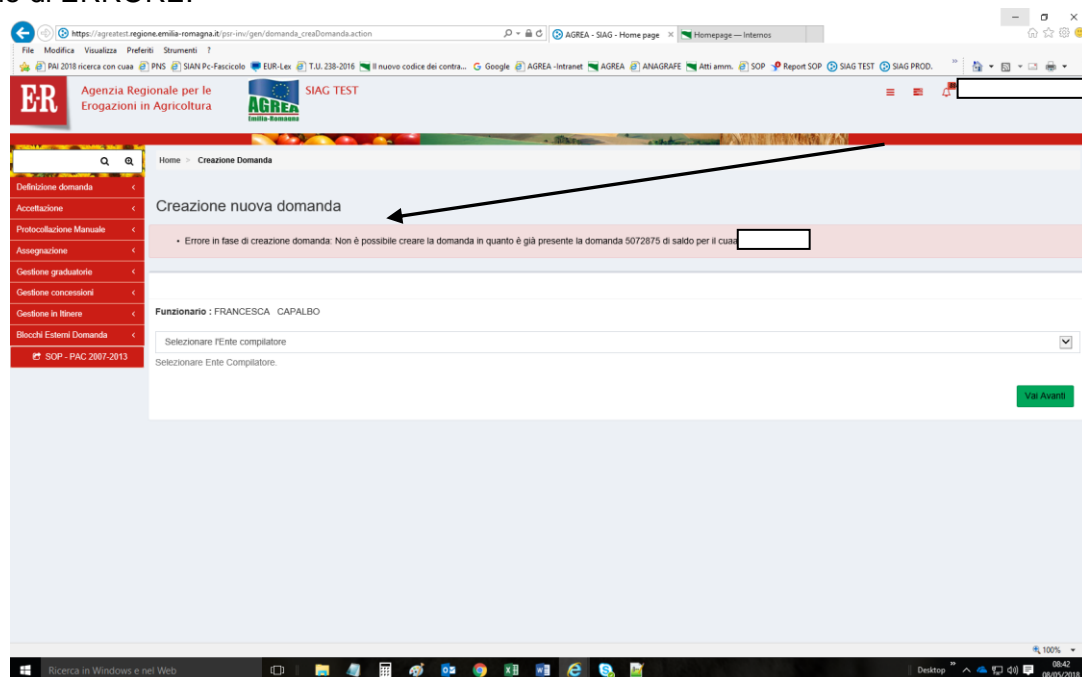 https://agreatest.regione.emilia-romagna.it/psr-inv/gen/domanda_creaDomanda.action
AGREA - SIAG - Home page
Homepage — Internos
File Modifica Visualizza Preferiti Strumenti ?
PAI 2018 ricerca con cuaa PNS SIAN Pc-Fascicolo EUR-Lex T.U. 238-2016 Il nuovo codice dei contra... Google AGREA -Intranet AGREA ANAGRAFE Atti amm. SOP Report SOP SIAG TEST SIAG PROD.
E·R
Agenzia Regionale per le
Erogazioni in Agricoltura
AGREA
Emilia-Romagna
SIAG TEST
Home > Creazione Domanda
Definizione domanda
Accettazione
Protocollazione Manuale
Assegnazione
Gestione graduatorie
Gestione concessioni
Gestione in Itinere
Blocchi Esterni Domanda
SOP - PAC 2007-2013
Creazione nuova domanda
• Errore in fase di creazione domanda: Non è possibile creare la domanda in quanto è già presente la domanda 5072875 di saldo per il cuaa
Funzionario : FRANCESCA CAPALBO
Selezionare l'Ente compilatore
Selezionare Ente Compilatore.
Vai Avanti
100%
Ricerca in Windows e nel Web
Desktop
08:42
08/05/2018